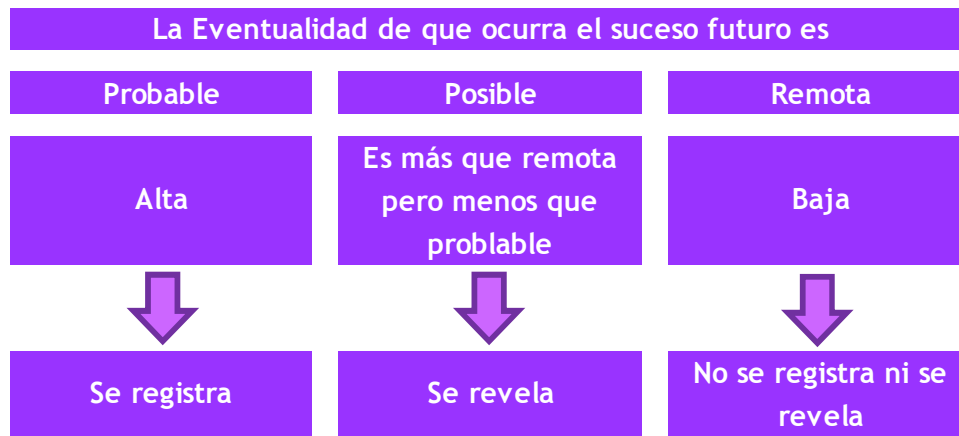 La Eventualidad de que ocurra el suceso futuro es
Probable
Posible
Remota
Alta
Es más que remota
pero menos que
problable
Baja
Se registra
Se revela
No se registra ni se
revela